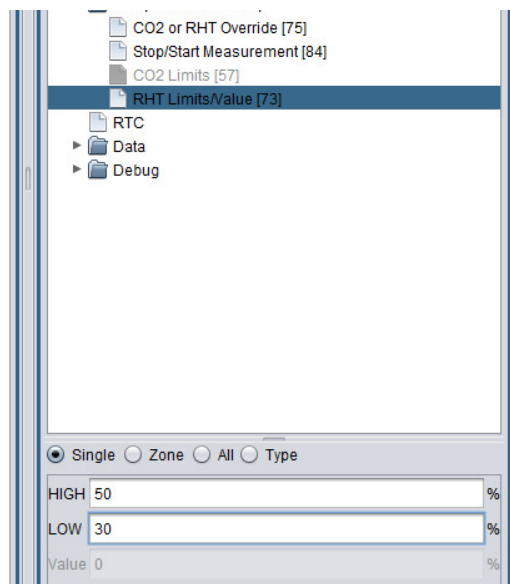 CO2 or RHT Override [75]
Stop/Start Measurement [84]
CO2 Limits [57]
RHT Limits/Value [73]
RTC
Data
Debug
Single Zone All Type
HIGH 50 %
LOW 30 %
Value 0 %